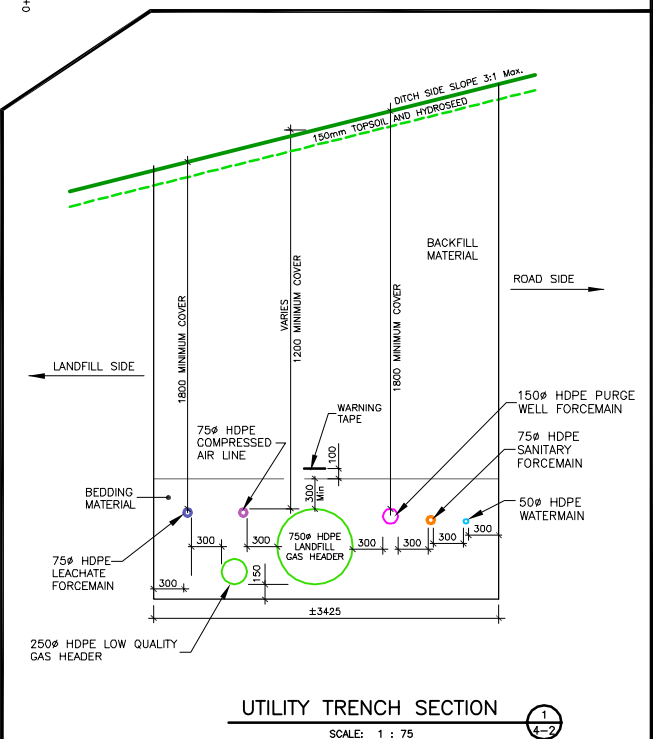 0+
DITCH SIDE SLOPE 3:1 Max.
150mm TOPSOIL AND HYDROSEED
BACKFILL
MATERIAL
ROAD SIDE
LANDFILL SIDE
1800 MINIMUM COVER
VARIES
1200 MINIMUM COVER
1800 MINIMUM COVER
WARNING
TAPE
75ø HDPE
COMPRESSED
AIR LINE
150ø HDPE PURGE
WELL FORCEMAIN
75ø HDPE
SANITARY
FORCEMAIN
50ø HDPE
WATERMAIN
100
300
Min
BEDDING
MATERIAL
750ø HDPE
LANDFILL
GAS HEADER
300
300
300
300
300
300
75ø HDPE
LEACHATE
FORCEMAIN
300
150
±3425
250ø HDPE LOW QUALITY
GAS HEADER
UTILITY TRENCH SECTION
1
4-2
SCALE: 1 : 75